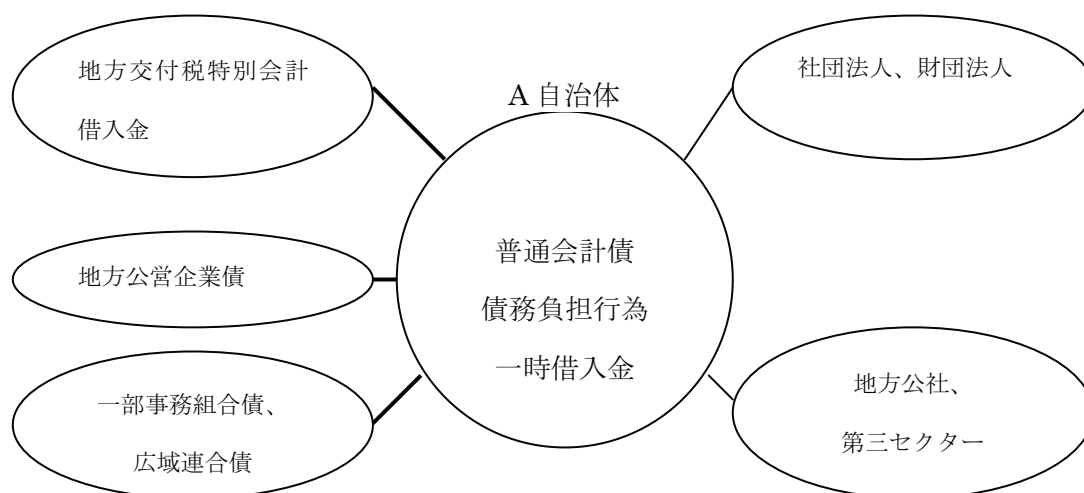 地方交付税特別会計
借入金
社団法人、財団法人
A 自治体
普通会計債
債務負担行為
一時借入金
地方公営企業債
一部事務組合債、
広域連合債
地方公社、
第三セクター